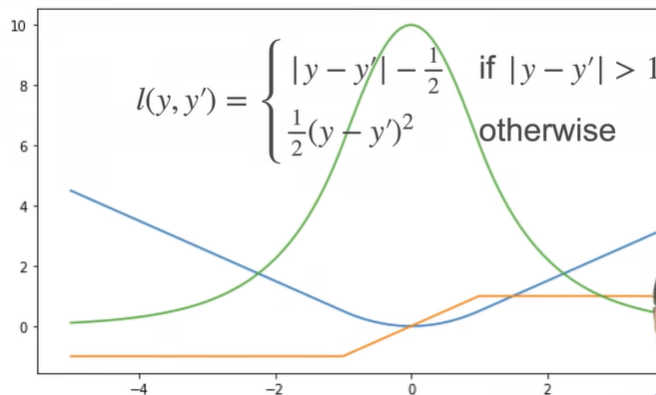 10
l(y, y′) = { |y − y′| − 1/2 if |y − y′| > 1
1/2(y − y′)² otherwise
8
6
4
2
0
−4 −2 0 2